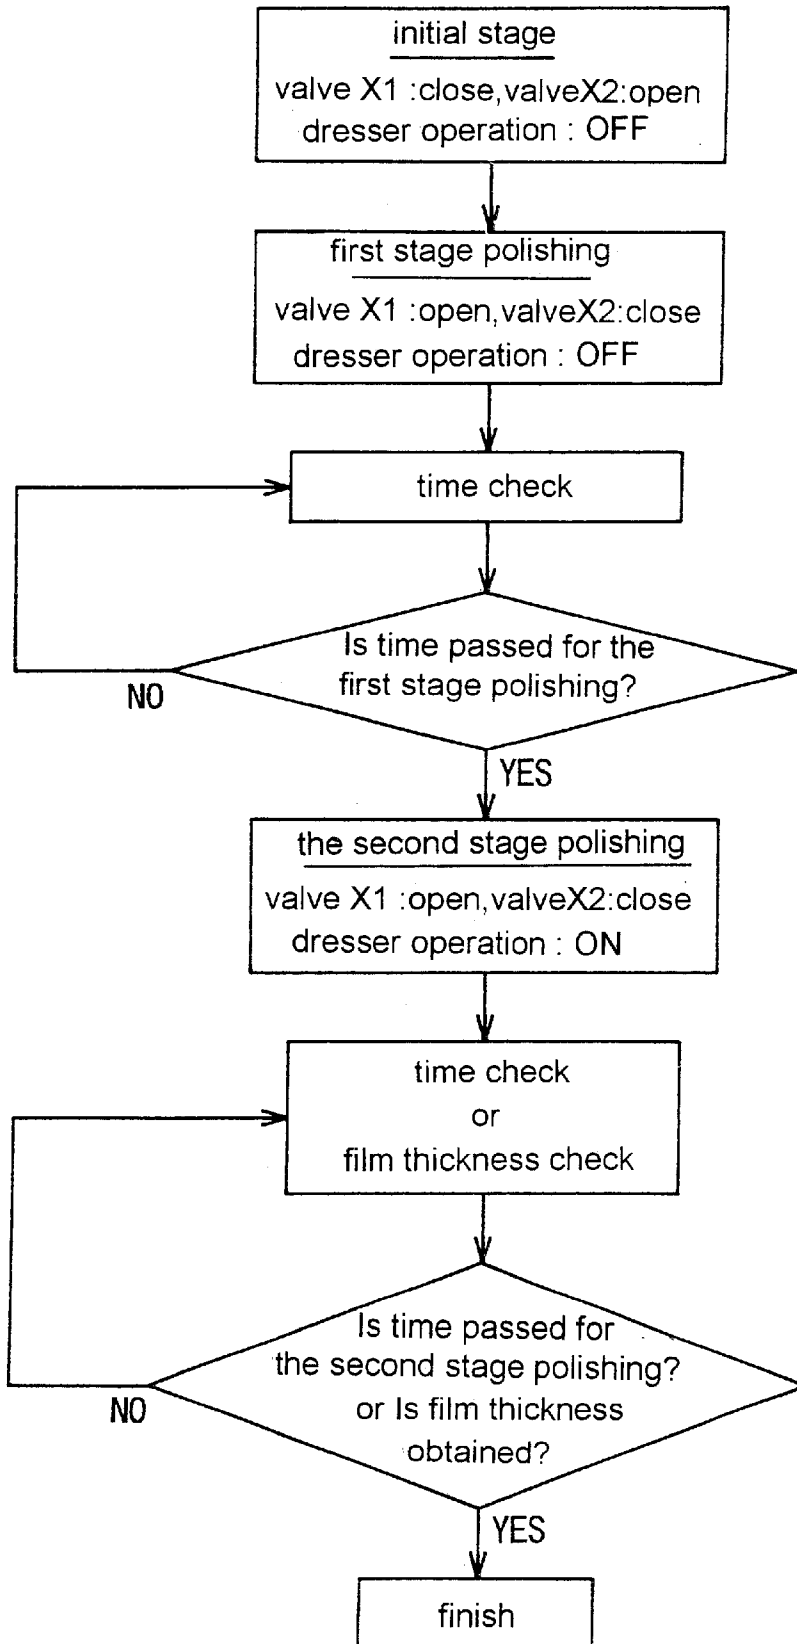 initial stage
valve X1 :close,valveX2:open
dresser operation : OFF
first stage polishing
valve X1 :open,valveX2:close
dresser operation : OFF
time check
Is time passed for the
first stage polishing?
NO
YES
the second stage polishing
valve X1 :open,valveX2:close
dresser operation : ON
time check
or
film thickness check
Is time passed for
the second stage polishing?
or Is film thickness
obtained?
NO
YES
finish